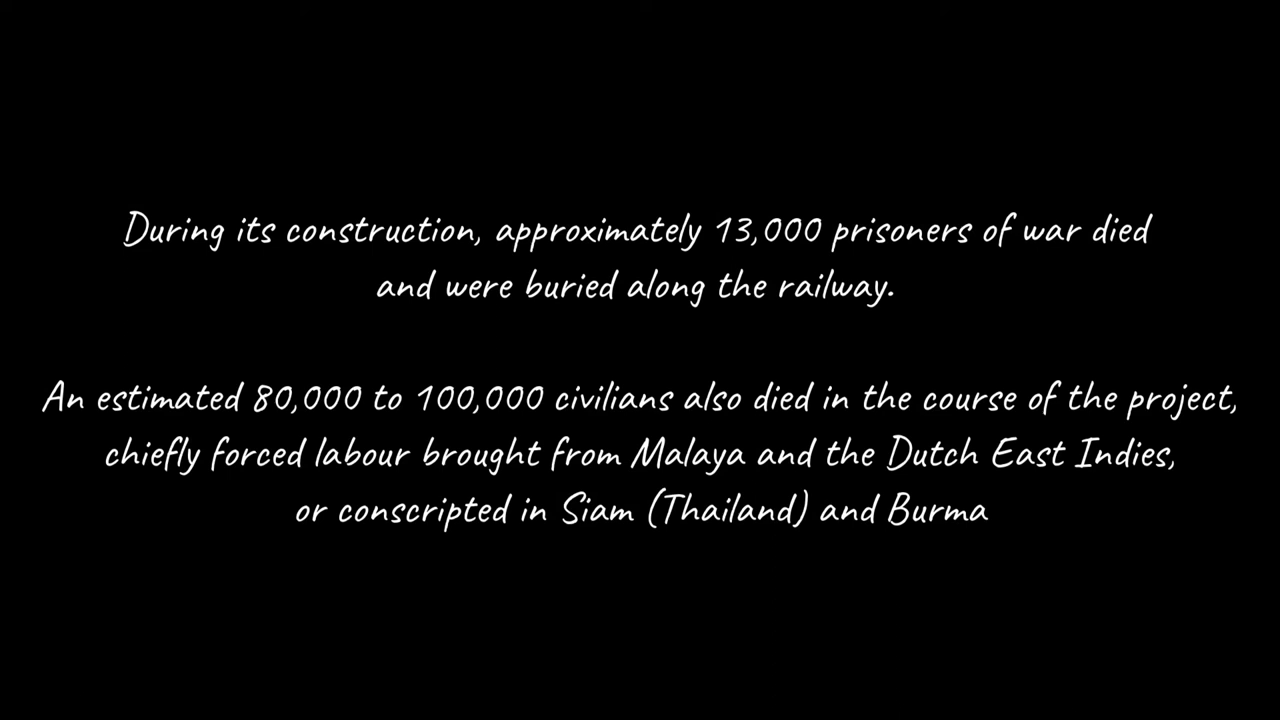 During its construction, approximately 13,000 prisoners of war died
and were buried along the railway.
An estimated 80,000 to 100,000 civilians also died in the course of the project,
chiefly forced labour brought from Malaya and the Dutch East Indies,
or conscripted in Siam (Thailand) and Burma